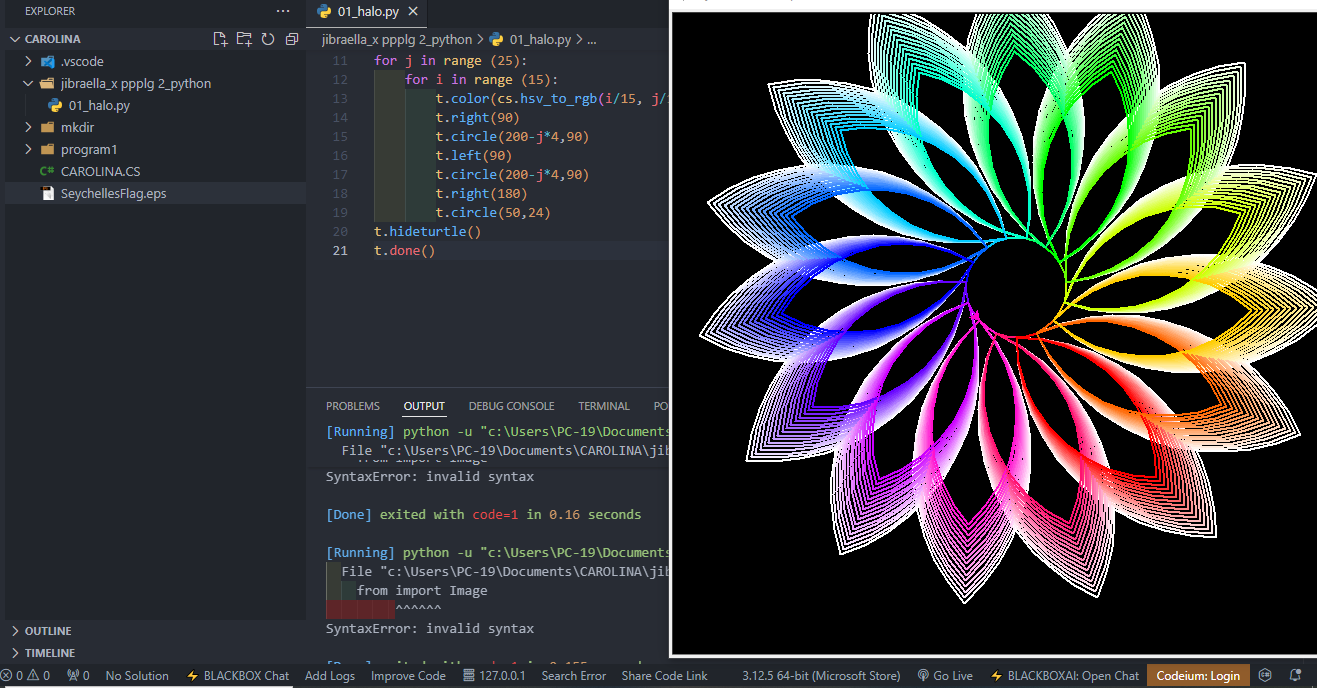 EXPLORER
CAROLINA
.vscode
jibraella_x ppplg 2_python
01_halo.py
mkdir
program1
C# CAROLINA.CS
SeychellesFlag.eps
OUTLINE
TIMELINE
01_halo.py
jibraella_x ppplg 2_python > 01_halo.py > ...
11 for j in range (25):
12 for i in range (15):
13 t.color(cs.hsv_to_rgb(i/15, j/
14 t.right(90)
15 t.circle(200-j*4,90)
16 t.left(90)
17 t.circle(200-j*4,90)
18 t.right(180)
19 t.circle(50,24)
20 t.hideturtle()
21 t.done()
PROBLEMS OUTPUT DEBUG CONSOLE TERMINAL PO
[Running] python -u "c:\Users\PC-19\Documents
File "c:\Users\PC-19\Documents\CAROLINA\jib
from import Image
SyntaxError: invalid syntax
[Done] exited with code=1 in 0.16 seconds
[Running] python -u "c:\Users\PC-19\Documents
File "c:\Users\PC-19\Documents\CAROLINA\jib
from import Image
^^^^^^
SyntaxError: invalid syntax
0 0 0 No Solution BLACKBOX Chat Add Logs Improve Code 127.0.0.1 Search Error Share Code Link 3.12.5 64-bit (Microsoft Store) Go Live BLACKBOXAI: Open Chat Codeium: Login